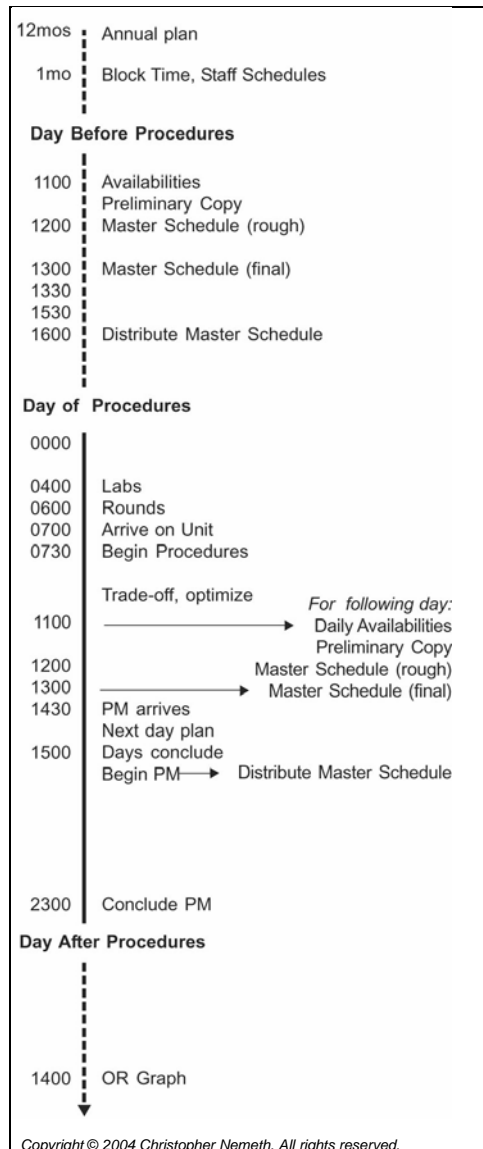 12mos Annual plan
1mo Block Time, Staff Schedules
Day Before Procedures
1100 Availabilities
Preliminary Copy
1200 Master Schedule (rough)
1300 Master Schedule (final)
1330
1530
1600 Distribute Master Schedule
Day of Procedures
0000
0400 Labs
0600 Rounds
0700 Arrive on Unit
0730 Begin Procedures
Trade-off, optimize
For following day:
1100 Daily Availabilities
Preliminary Copy
1200 Master Schedule (rough)
1300 Master Schedule (final)
1430 PM arrives
Next day plan
1500 Days conclude
Begin PM Distribute Master Schedule
2300 Conclude PM
Day After Procedures
1400 OR Graph
Copyright © 2004 Christopher Nemeth. All rights reserved.